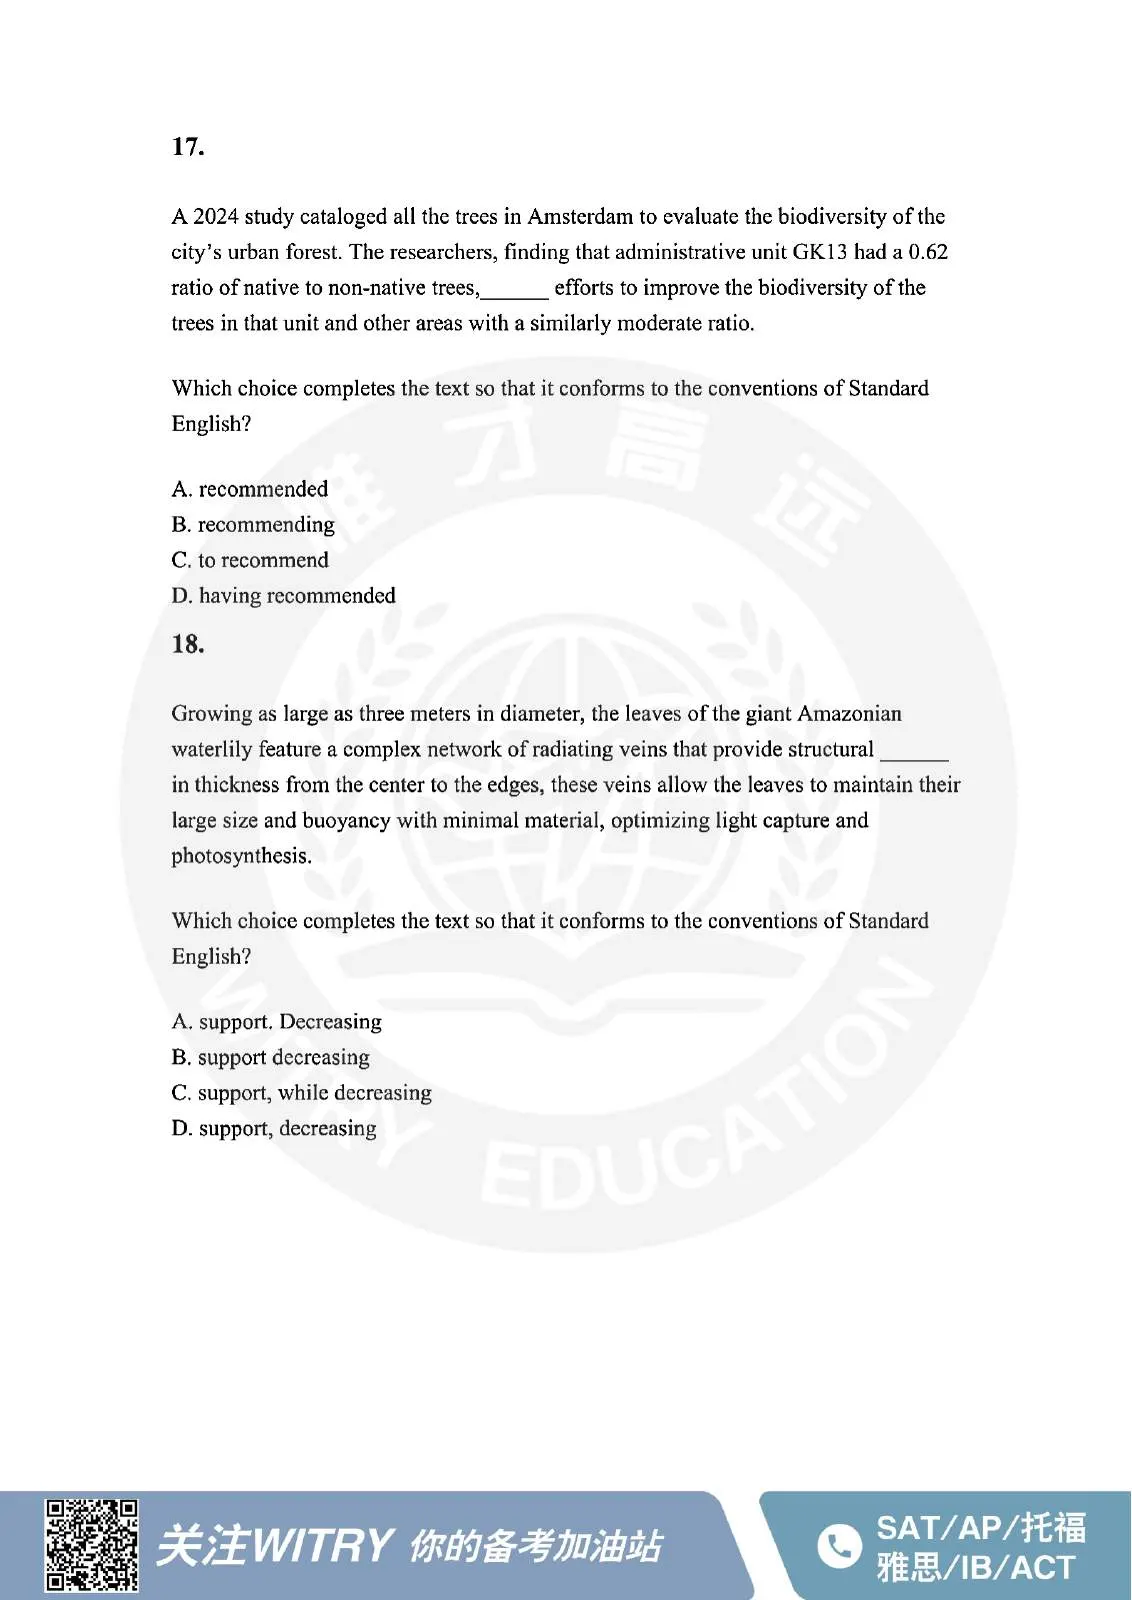 17.
A 2024 study cataloged all the trees in Amsterdam to evaluate the biodiversity of the
city's urban forest. The researchers, finding that administrative unit GK13 had a 0.62
ratio of native to non-native trees,______ efforts to improve the biodiversity of the
trees in that unit and other areas with a similarly moderate ratio.
Which choice completes the text so that it conforms to the conventions of Standard
English?
A. recommended
B. recommending
C. to recommend
D. having recommended
18.
Growing as large as three meters in diameter, the leaves of the giant Amazonian
waterlily feature a complex network of radiating veins that provide structural ______
in thickness from the center to the edges, these veins allow the leaves to maintain their
large size and buoyancy with minimal material, optimizing light capture and
photosynthesis.
Which choice completes the text so that it conforms to the conventions of Standard
English?
A. support. Decreasing
B. support decreasing
C. support, while decreasing
D. support, decreasing
惟才高远
WITRY EDUCATION
关注WITRY 你的备考加油站
SAT/AP/托福
雅思/IB/ACT